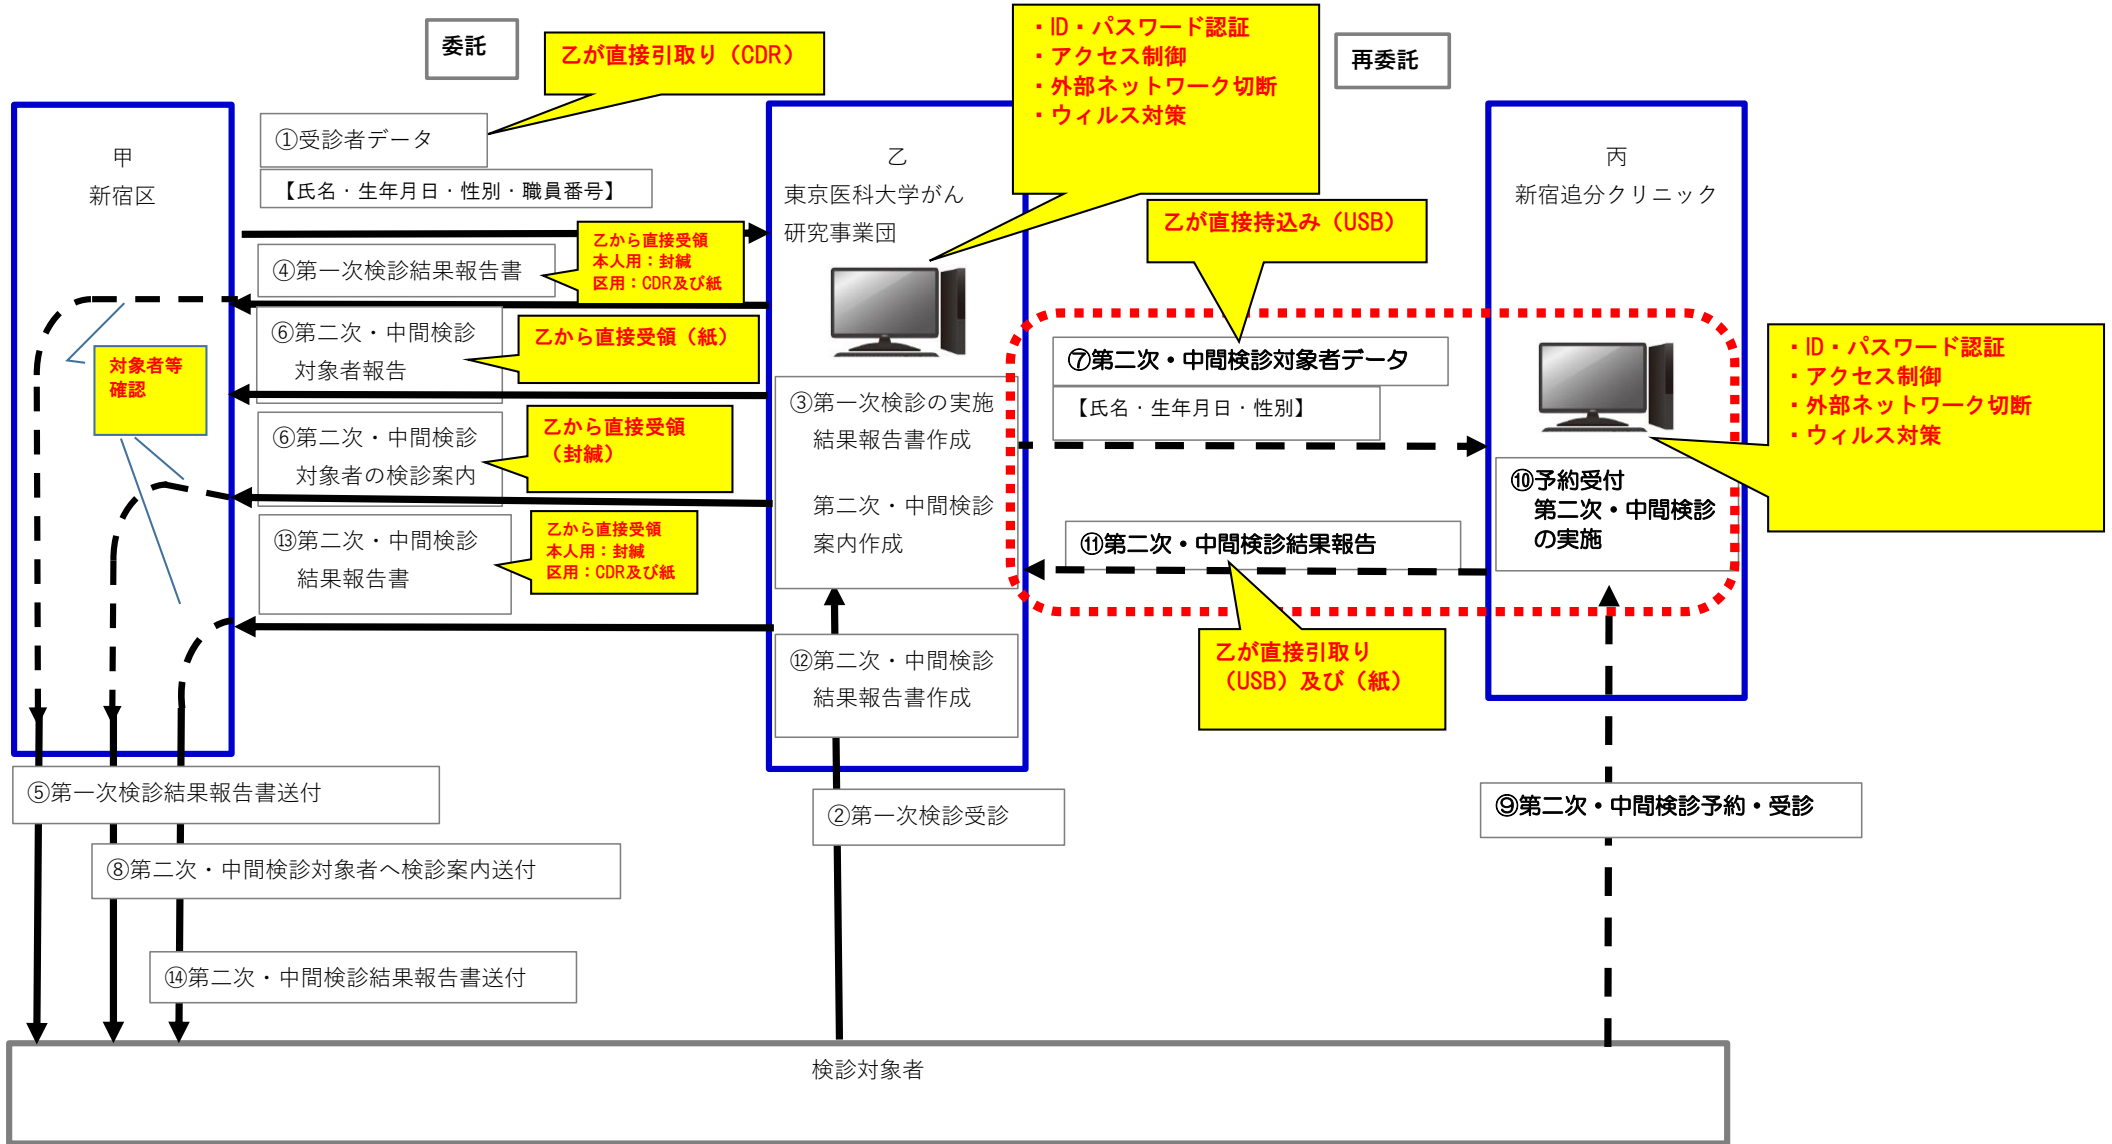 委託
乙が直接引取り（CDR）
・ID・パスワード認証
・アクセス制御
・外部ネットワーク切断
・ウィルス対策
再委託
甲
新宿区
①受診者データ
【氏名・生年月日・性別・職員番号】
乙
東京医科大学がん
研究事業団
丙
新宿追分クリニック
乙が直接持込み（USB）
④第一次検診結果報告書
乙から直接受領
本人用：封緘
区用：CDR及び紙
⑥第二次・中間検診
対象者報告
乙から直接受領（紙）
対象者等
確認
⑥第二次・中間検診
対象者の検診案内
乙から直接受領
（封緘）
⑬第二次・中間検診
結果報告書
乙から直接受領
本人用：封緘
区用：CDR及び紙
③第一次検診の実施
結果報告書作成
第二次・中間検診
案内作成
⑦第二次・中間検診対象者データ
【氏名・生年月日・性別】
・ID・パスワード認証
・アクセス制御
・外部ネットワーク切断
・ウィルス対策
⑩予約受付
第二次・中間検診
の実施
⑪第二次・中間検診結果報告
乙が直接引取り
（USB）及び（紙）
⑫第二次・中間検診
結果報告書作成
⑤第一次検診結果報告書送付
②第一次検診受診
⑨第二次・中間検診予約・受診
⑧第二次・中間検診対象者へ検診案内送付
⑭第二次・中間検診結果報告書送付
検診対象者